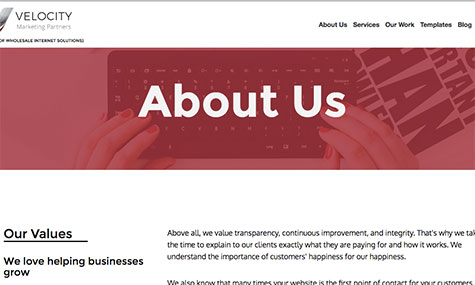 VELOCITY
Marketing Partners
OF WHOLESALE INTERNET SOLUTIONS)
About Us Services Our Work Templates Blog
About Us
Our Values
We love helping businesses
grow
Above all, we value transparency, continuous improvement, and integrity. That's why we tak
the time to explain to our clients exactly what they are paying for and how it works. We
understand the importance of customers' happiness for our happiness.
We also know that many times your website is the first point of contact for your customers